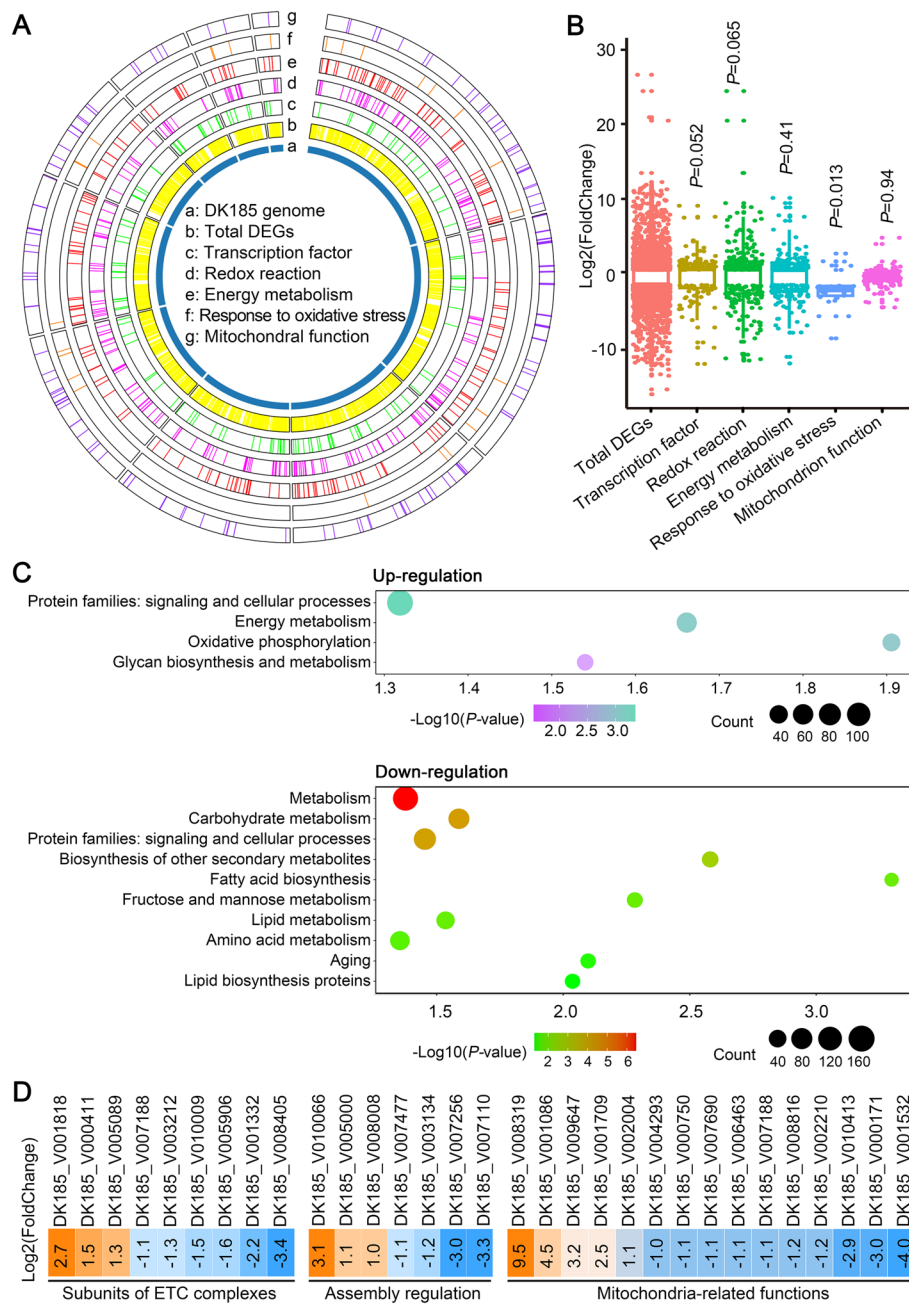 A
g
f
e
d
c
b
a
a: DK185 genome
b: Total DEGs
c: Transcription factor
d: Redox reaction
e: Energy metabolism
f: Response to oxidative stress
g: Mitochondral function
B
Log2(FoldChange)
30
20
10
0
-10
P=0.052
P=0.065
P=0.41
P=0.013
P=0.94
Total DEGs
Transcription factor
Redox reaction
Energy metabolism
Response to oxidative stress
Mitochondrion function
C
Up-regulation
Protein families: signaling and cellular processes
Energy metabolism
Oxidative phosphorylation
Glycan biosynthesis and metabolism
1.3 1.4 1.5 1.6 1.7 1.8 1.9
-Log10(P-value)
2.0 2.5 3.0
Count
40 60 80 100
Down-regulation
Metabolism
Carbohydrate metabolism
Protein families: signaling and cellular processes
Biosynthesis of other secondary metabolites
Fatty acid biosynthesis
Fructose and mannose metabolism
Lipid metabolism
Amino acid metabolism
Aging
Lipid biosynthesis proteins
1.5 2.0 2.5 3.0
-Log10(P-value)
2 3 4 5 6
Count
40 80 120 160
D
Log2(FoldChange)
DK185_V001818
DK185_V000411
DK185_V005089
DK185_V007188
DK185_V003212
DK185_V010009
DK185_V005906
DK185_V001332
DK185_V008405
2.7 1.5 1.3 -1.1 -1.3 -1.5 -1.6 -2.2 -3.4
Subunits of ETC complexes
DK185_V010066
DK185_V005000
DK185_V008008
DK185_V007477
DK185_V003134
DK185_V007256
DK185_V007110
3.1 1.1 1.0 -1.1 -1.2 -3.0 -3.3
Assembly regulation
DK185_V008319
DK185_V0010086
DK185_V009647
DK185_V001709
DK185_V002004
DK185_V004293
DK185_V000750
DK185_V007690
DK185_V006463
DK185_V007188
DK185_V008816
DK185_V002210
DK185_V010413
DK185_V000171
DK185_V001532
9.5 4.5 3.2 2.5 1.1 -1.0 -1.1 -1.1 -1.1 -1.1 -1.2 -1.2 -2.9 -3.0 -4.0
Mitochondria-related functions